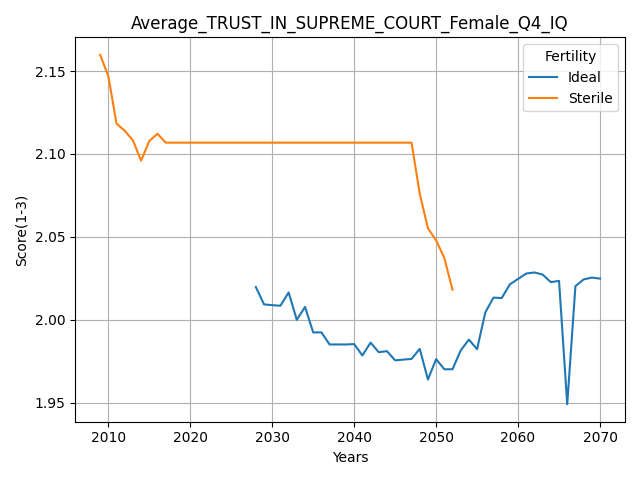 Average_TRUST_IN_SUPREME_COURT_Female_Q4_IQ
Fertility
Ideal
Sterile
Score(1-3)
2.15
2.10
2.05
2.00
1.95
2010 2020 2030 2040 2050 2060 2070
Years